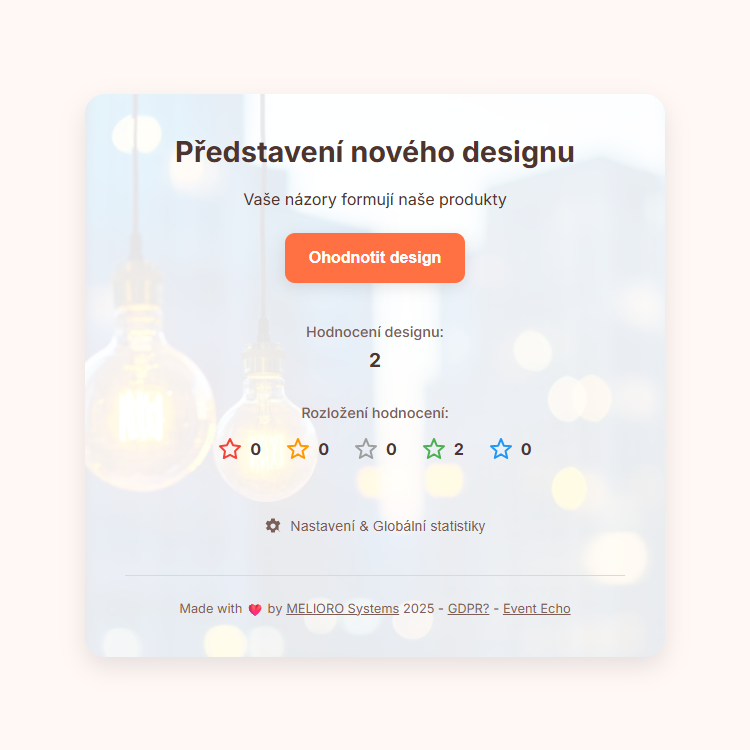 Představení nového designu
Vaše názory formují naše produkty
Ohodnotit design
Hodnocení designu:
2
Rozložení hodnocení:
0 0 0 2 0
Nastavení & Globální statistiky
Made with ❤️ by MELIORO Systems 2025 - GDPR? - Event Echo